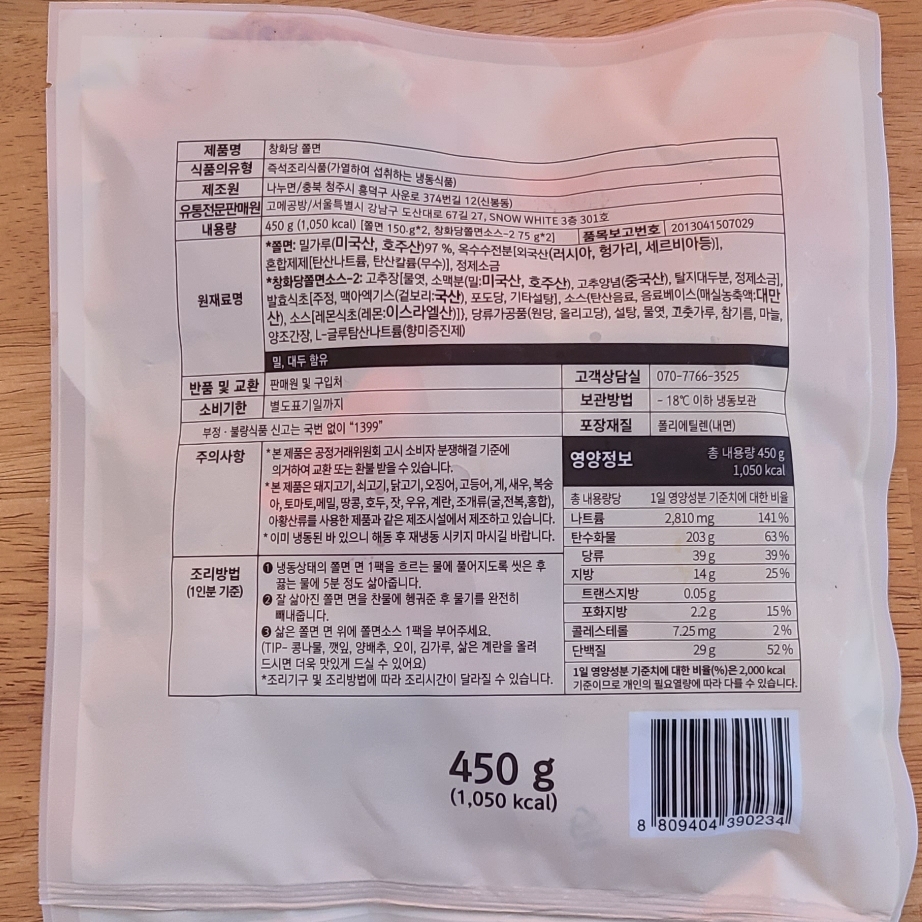 제품명 창화당 쫄면
식품의유형 즉석조리식품(가열하여 섭취하는 냉동식품)
제조원 나누면/충북 청주시 흥덕구 사운로 374번길 12(신봉동)
유통전문판매원 고메공방/서울특별시 강남구 도산대로 67길 27, SNOW WHITE 3층 301호
내용량 450 g (1,050 kcal) [쫄면 150 g*2, 창화당쫄면소스-2 75 g*2] 품목보고번호 2013041507029
원재료명
*쫄면: 밀가루(미국산, 호주산)97 %, 옥수수전분[외국산(러시아, 헝가리, 세르비아등)],
혼합제제[탄산나트륨, 탄산칼륨(무수)], 정제소금
*창화당쫄면소스-2: 고추장[물엿, 소맥분(밀:미국산, 호주산), 고추양념(중국산), 탈지대두분, 정제소금],
발효식초[주정, 맥아엑기스(겉보리:국산), 포도당, 기타설탕], 소스(탄산음료, 음료베이스(매실농축액:대만
산), 소스[레몬식초(레몬:이스라엘산)]), 당류가공품(원당, 올리고당), 설탕, 물엿, 고춧가루, 참기름, 마늘,
양조간장, L-글루탐산나트륨(향미증진제)
밀, 대두 함유
반품 및 교환 판매원 및 구입처 고객상담실 070-7766-3525
소비기한 별도표기일까지 보관방법 - 18℃ 이하 냉동보관
부정 · 불량식품 신고는 국번 없이 "1399" 포장재질 폴리에틸렌(내면)
주의사항
*본 제품은 공정거래위원회 고시 소비자 분쟁해결 기준에
의거하여 교환 또는 환불 받을 수 있습니다.
*본 제품은 돼지고기, 쇠고기, 닭고기, 오징어, 고등어, 게, 새우, 복숭
아, 토마토, 메밀, 땅콩, 호두, 잣, 우유, 계란, 조개류(굴,전복,홍합),
아황산류를 사용한 제품과 같은 제조시설에서 제조하고 있습니다.
*이미 냉동된 바 있으니 해동 후 재냉동 시키지 마시길 바랍니다.
조리방법
(1인분 기준)
❶ 냉동상태의 쫄면 면 1팩을 흐르는 물에 풀어지도록 씻은 후
끓는 물에 5분 정도 삶아줍니다.
❷ 잘 삶아진 쫄면 면을 찬물에 헹궈준 후 물기를 완전히
빼내줍니다.
❸ 삶은 쫄면 면 위에 쫄면소스 1팩을 부어주세요.
(TIP- 콩나물, 깻잎, 양배추, 오이, 김가루, 삶은 계란을 올려
드시면 더욱 맛있게 드실 수 있어요)
*조리기구 및 조리방법에 따라 조리시간이 달라질 수 있습니다.
영양정보 총 내용량 450 g
1,050 kcal
총 내용량당 1일 영양성분 기준치에 대한 비율
나트륨 2,810 mg 141 %
탄수화물 203 g 63 %
당류 39 g 39 %
지방 14 g 25 %
트랜스지방 0.05 g
포화지방 2.2 g 15 %
콜레스테롤 7.25 mg 2 %
단백질 29 g 52 %
1일 영양성분 기준치에 대한 비율(%)은 2,000 kcal
기준이므로 개인의 필요열량에 따라 다를 수 있습니다.
450 g
(1,050 kcal)
8 809404 390234